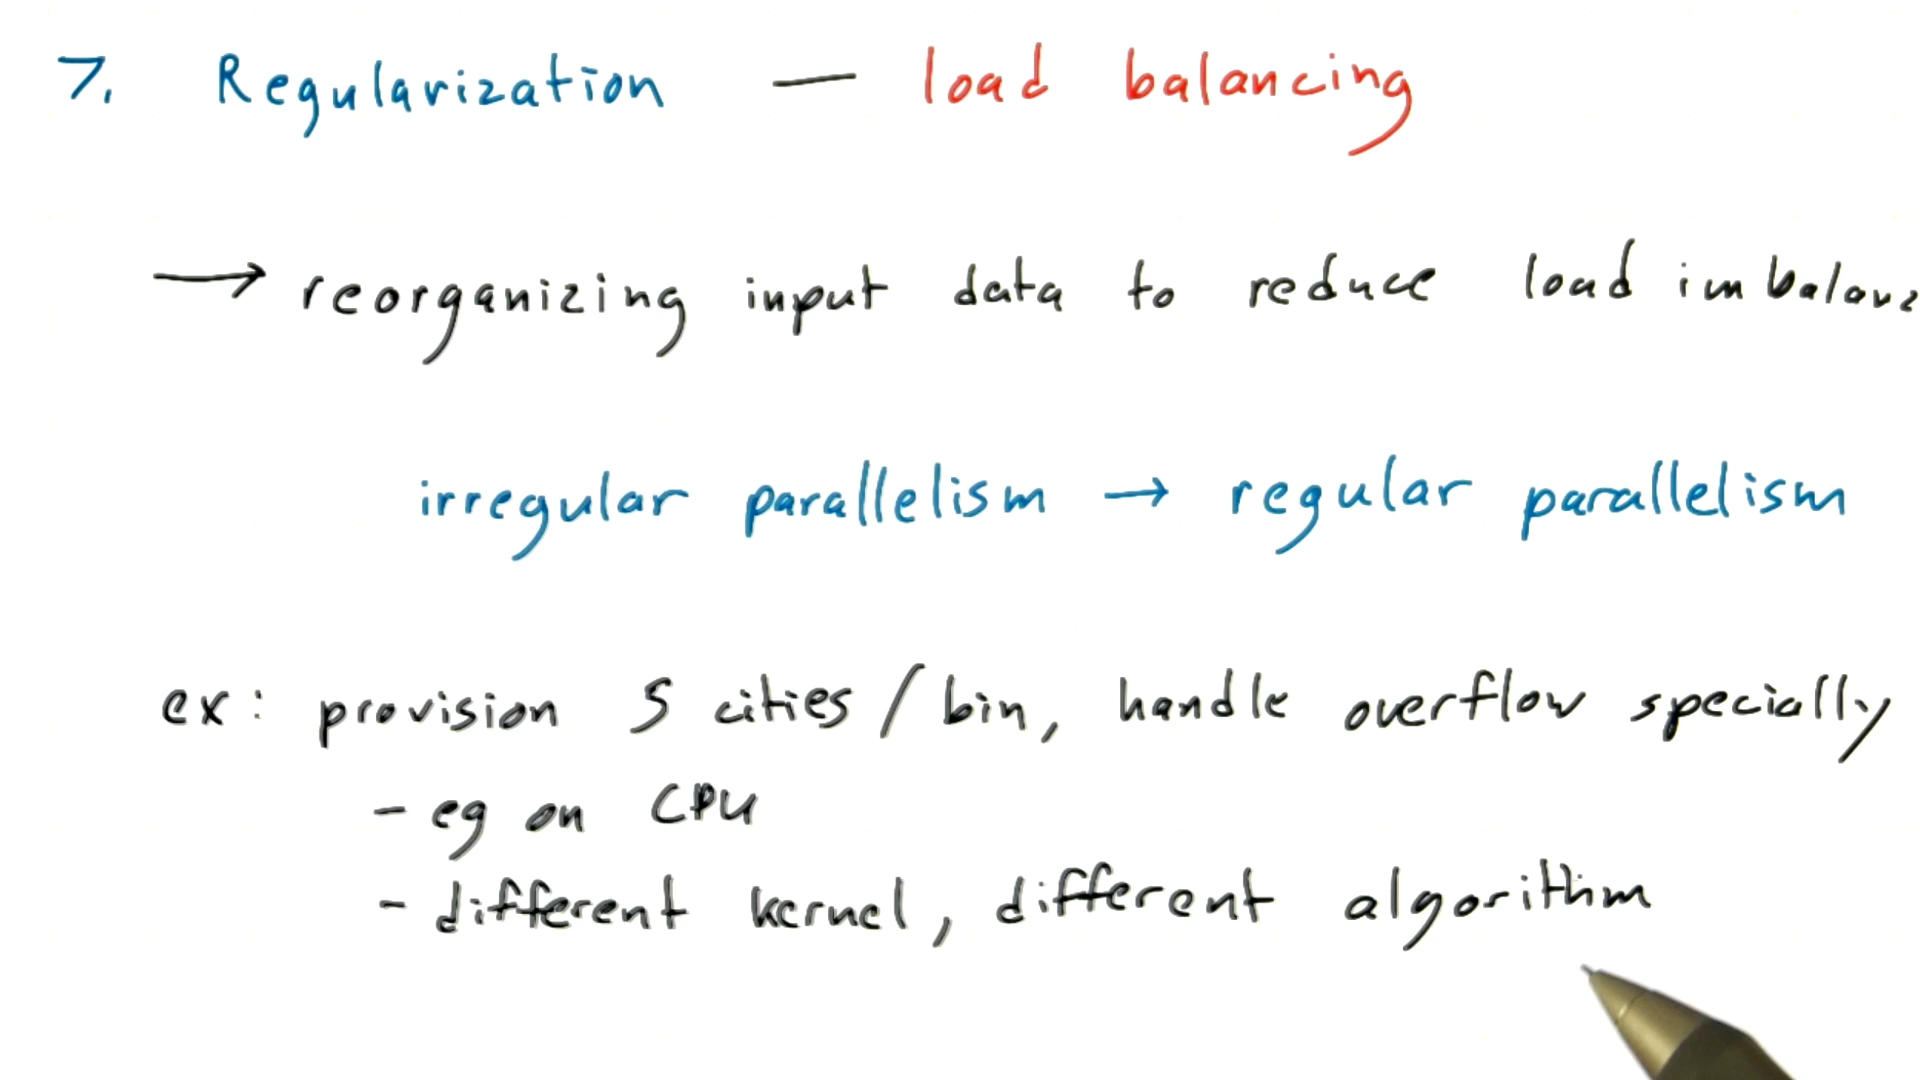 7. Regularization — load balancing
→ reorganizing input data to reduce load imbalanc
irregular parallelism → regular parallelism
ex: provision 5 cities / bin, handle overflow specially
- eg on CPU
- different kernel, different algorithm